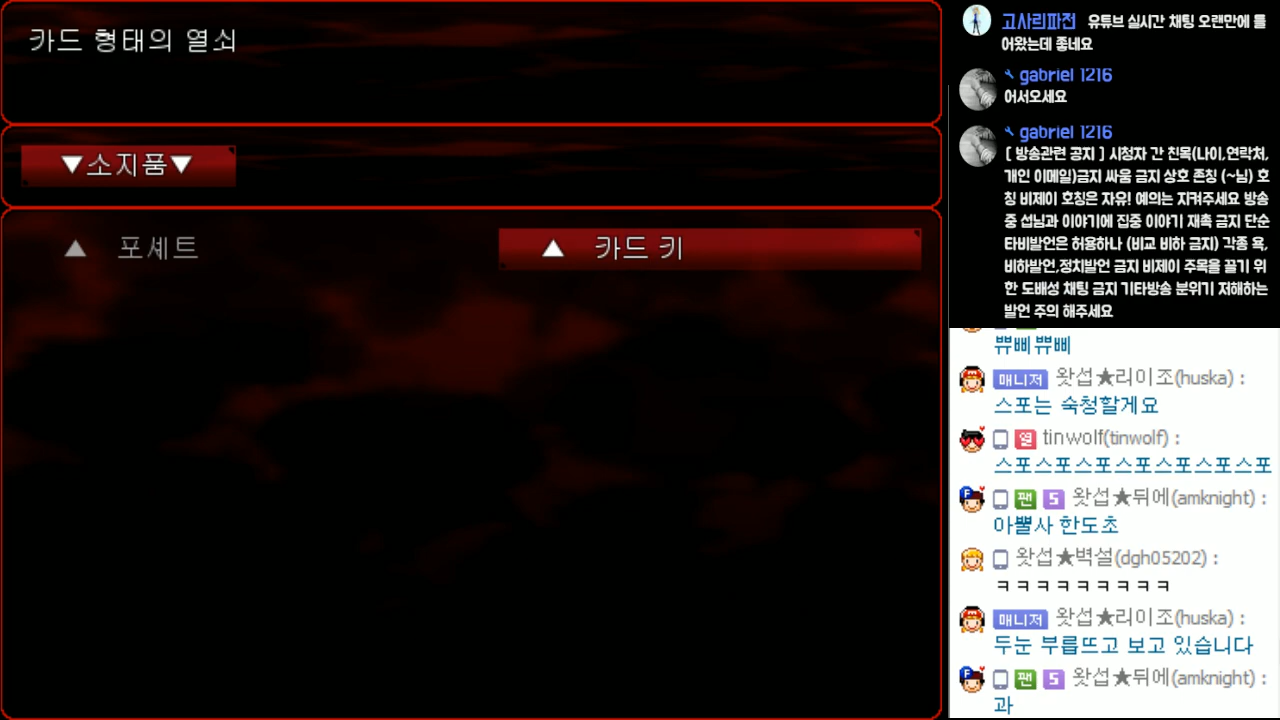 카드 형태의 열쇠
▼소지품▼
▲ 포셰트
▲ 카드 키
고사리파전 유튜브 실시간 채팅 오랜만에 들
어왔는데 좋네요
gabriel 1216
어서오세요
gabriel 1216
[ 방송관련 공지 ] 시청자 간 친목(나이,연락처,
개인 이메일)금지 싸움 금지 상호 존칭 (~님) 호
칭 비제이 호칭은 자유! 예의는 지켜주세요 방송
중 섭님과 이야기에 집중 이야기 재촉 금지 단순
타비발언은 허용하나 (비교 비하 금지) 각종 욕,
비하발언,정치발언 금지 비제이 주목을 끌기 위
한 도배성 채팅 금지 기타방송 분위기 저해하는
발언 주의 해주세요
쀼삐쀼삐
매니저 왓섭★리이조(huska) :
스포는 숙청할게요
열 tinwolf(tinwolf) :
스포스포스포스포스포스포스포
팬 5 왓섭★뒤에(amknight) :
아뿔사 한도초
왓섭★벽설(dgh05202) :
ㅋㅋㅋㅋㅋㅋㅋㅋㅋ
매니저 왓섭★리이조(huska) :
두눈 부릅뜨고 보고 있습니다
팬 5 왓섭★뒤에(amknight) :
과